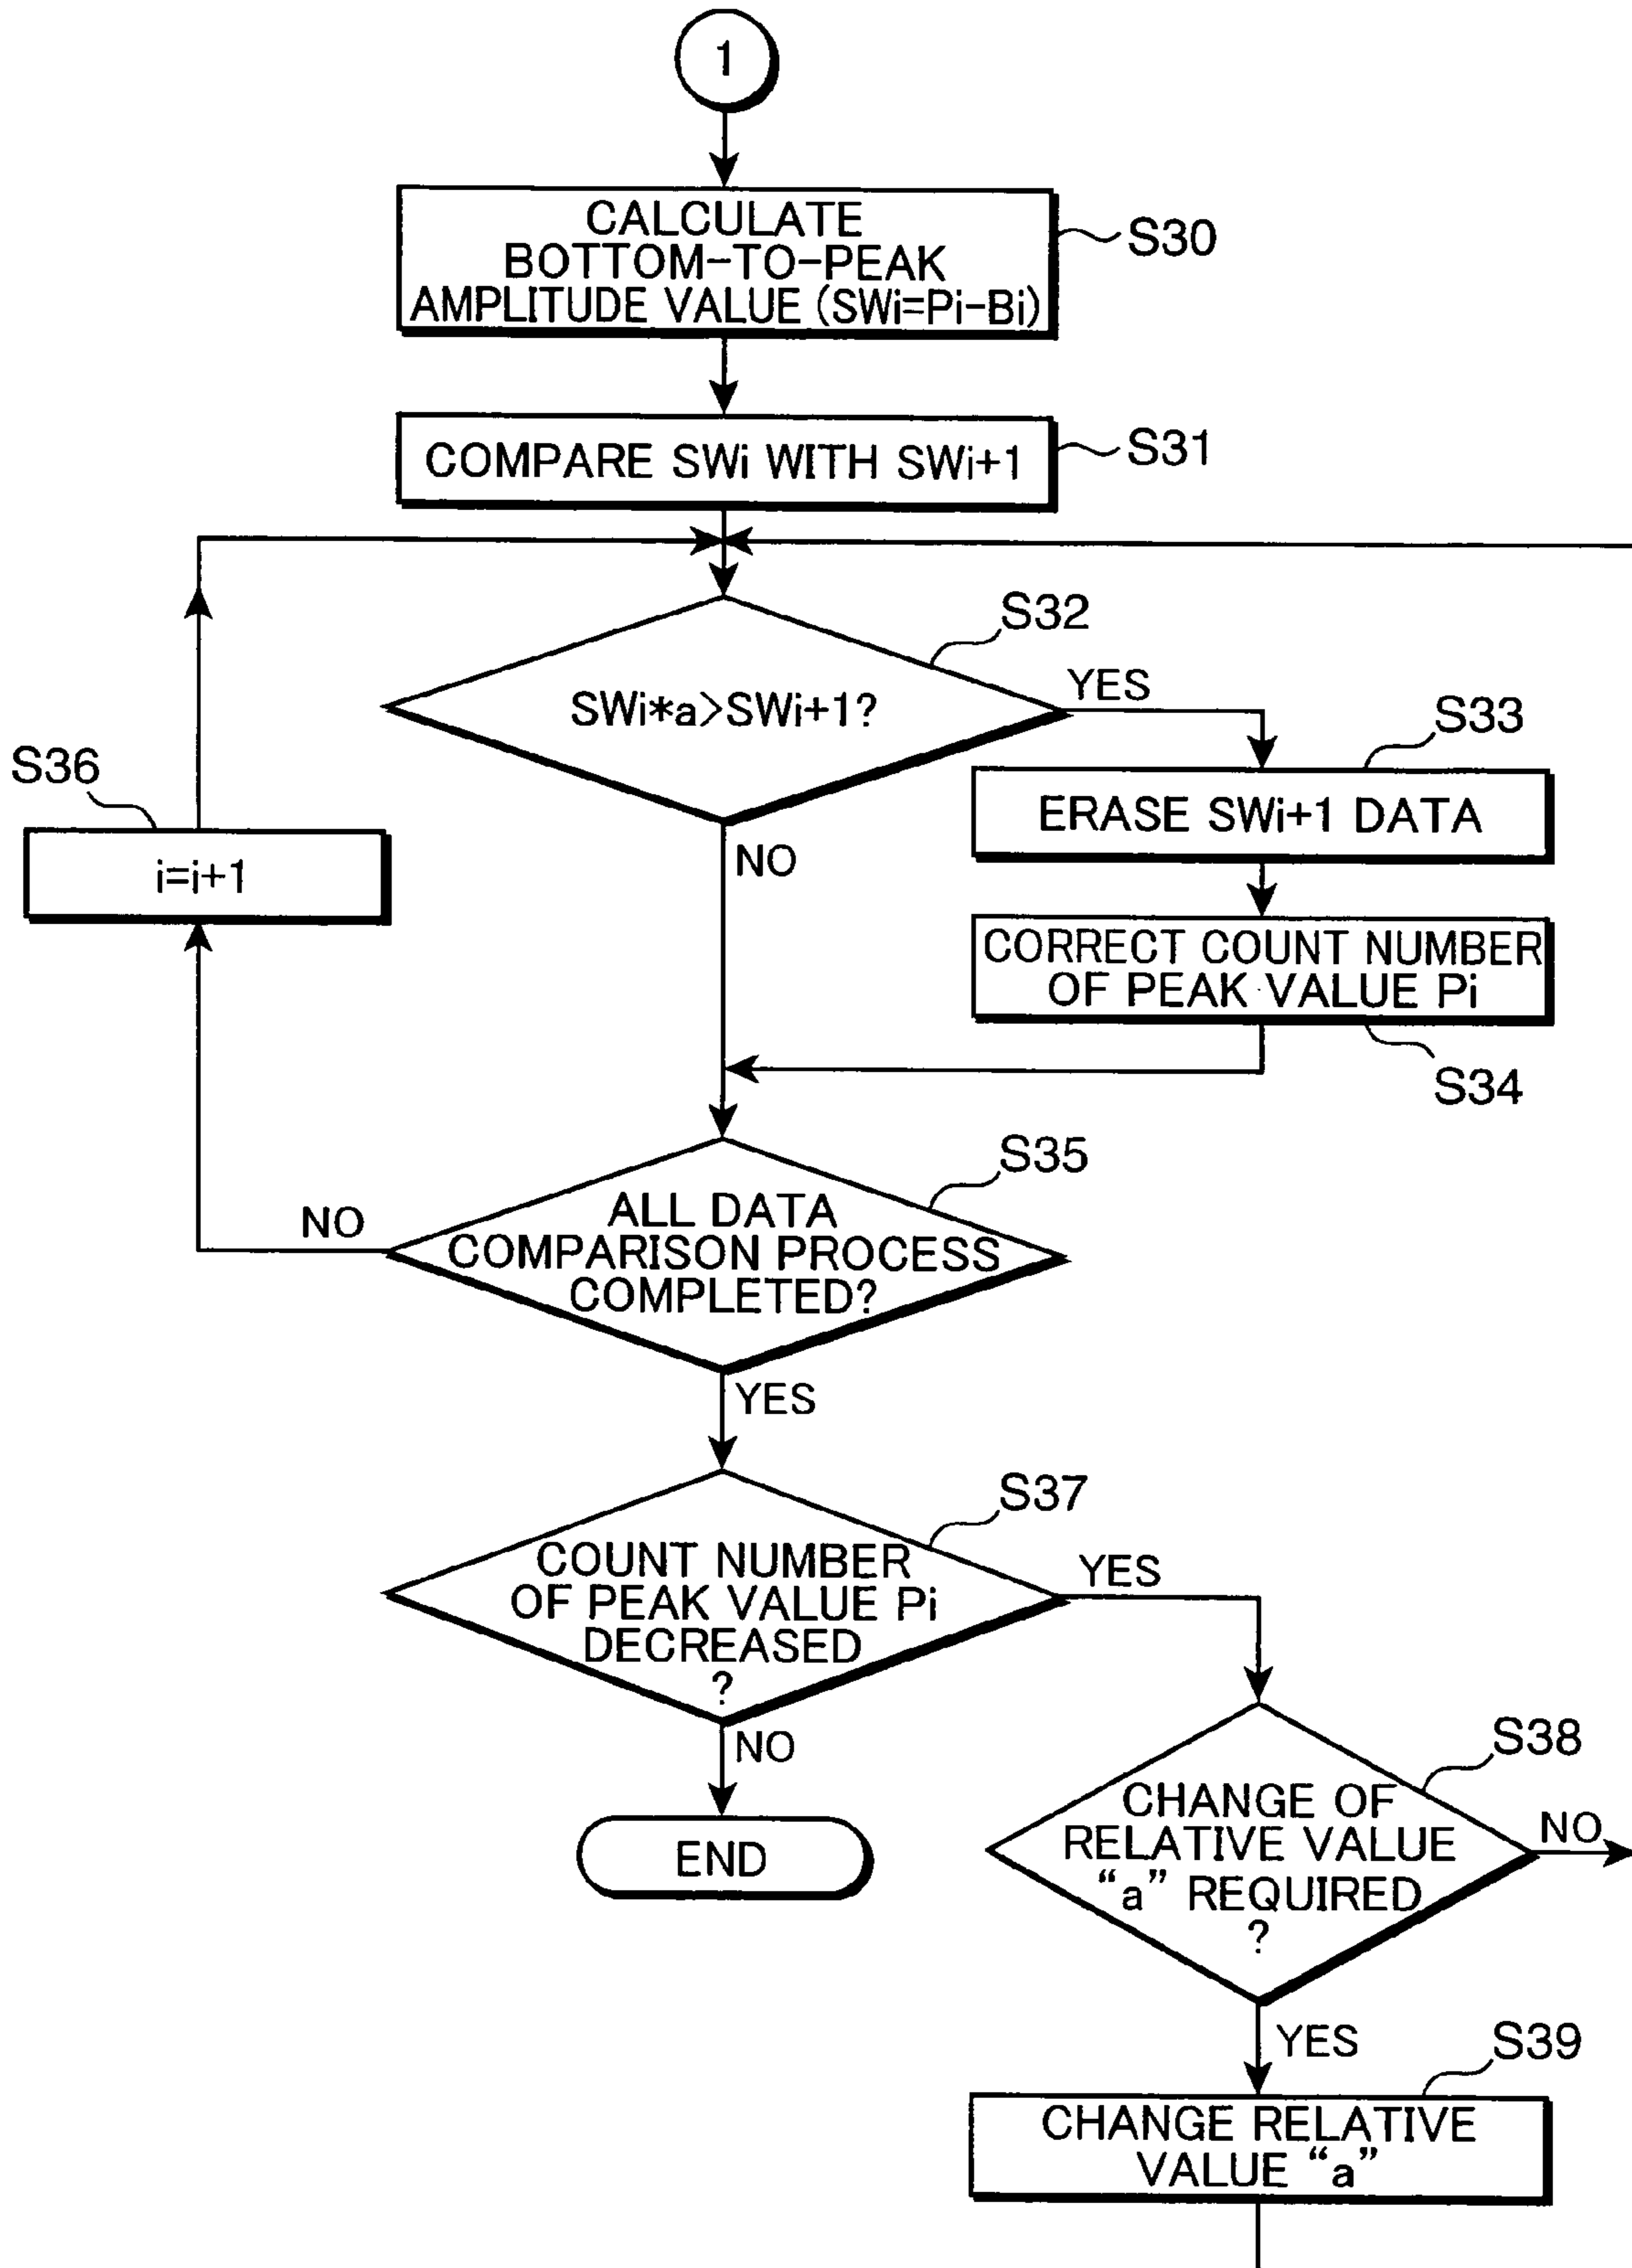 1
CALCULATE
BOTTOM-TO-PEAK
AMPLITUDE VALUE (SWi=Pi-Bi)
S30
COMPARE SWi WITH SWi+1
S31
S32
SWi*a>SWi+1?
YES
S33
S36
ERASE SWi+1 DATA
i=i+1
NO
CORRECT COUNT NUMBER
OF PEAK VALUE Pi
S34
S35
NO
ALL DATA
COMPARISON PROCESS
COMPLETED?
YES
S37
COUNT NUMBER
OF PEAK VALUE Pi
DECREASED
?
YES
NO
S38
CHANGE OF
RELATIVE VALUE
“a” REQUIRED
?
NO
END
YES
S39
CHANGE RELATIVE
VALUE “a”